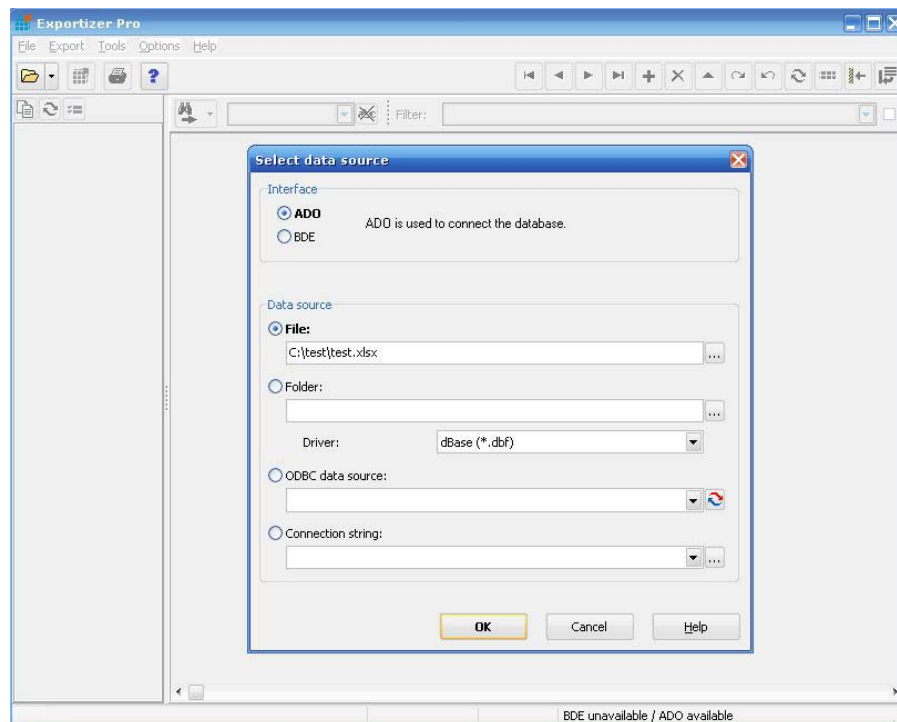 Exportizer Pro
File Export Tools Options Help
Filter:
Select data source
Interface
ADO
ADO is used to connect the database.
BDE
Data source
File:
C:\test\test.xlsx
...
Folder:
...
Driver: dBase (*.dbf)
ODBC data source:
Connection string:
...
OK Cancel Help
BDE unavailable / ADO available